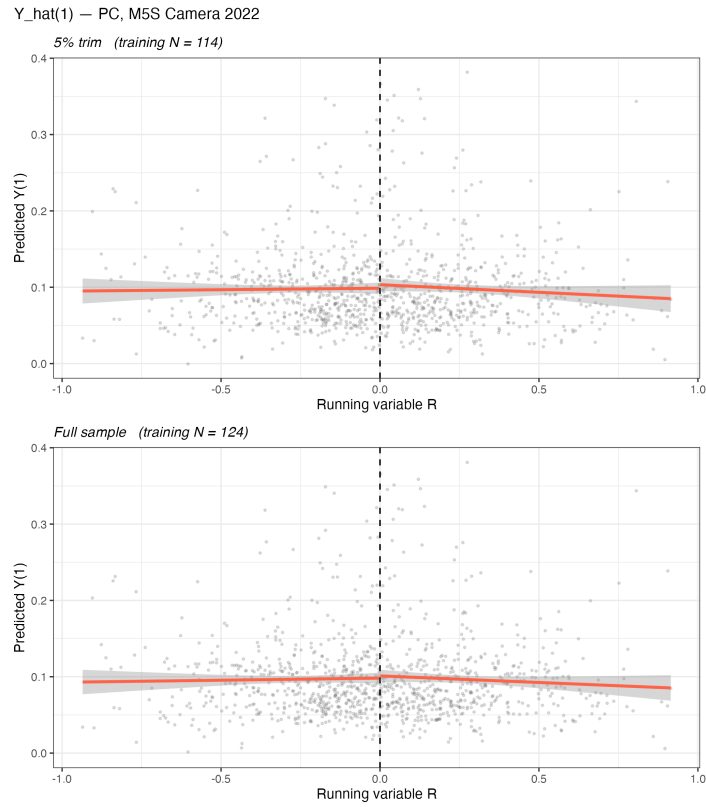 Y_hat(1) — PC, M5S Camera 2022
5% trim (training N = 114)
Predicted Y(1)
0.4
0.3
0.2
0.1
0.0
-1.0 -0.5 0.0 0.5 1.0
Running variable R
Full sample (training N = 124)
Predicted Y(1)
0.4
0.3
0.2
0.1
0.0
-1.0 -0.5 0.0 0.5 1.0
Running variable R